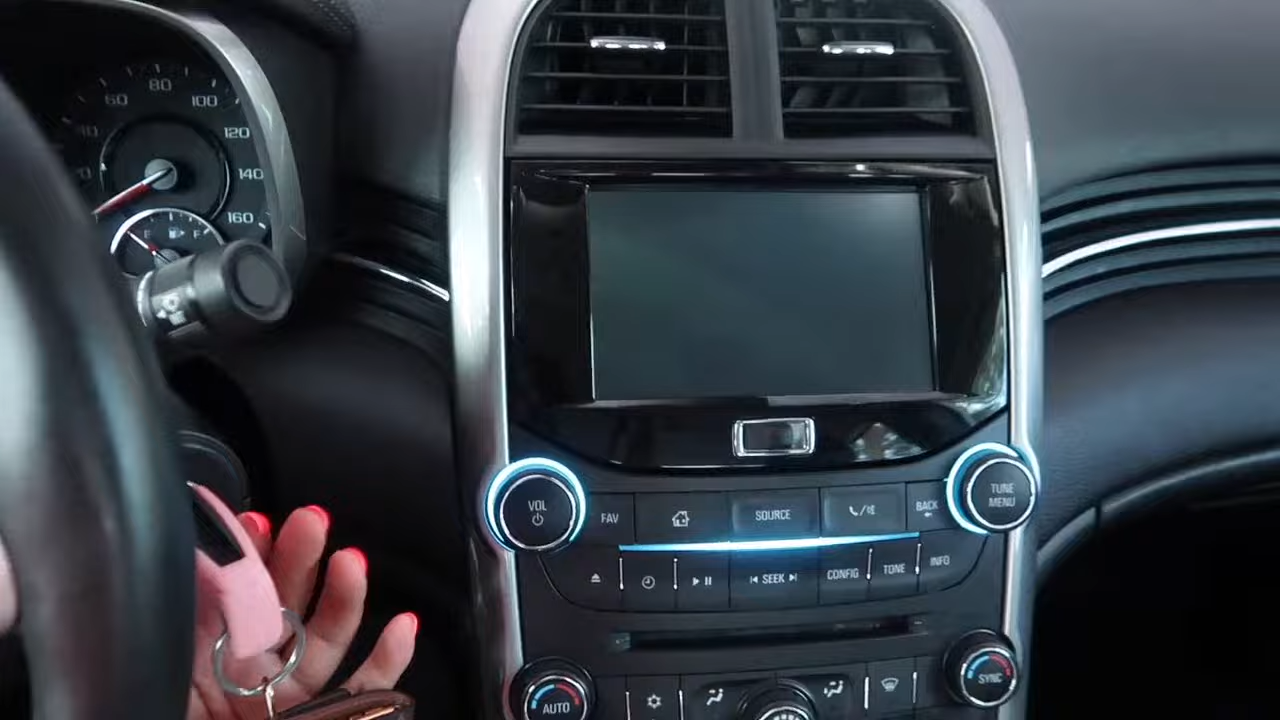 60
80
100
120
140
160
E
F
VOL
FAV
SOURCE
BACK
TUNE
MENU
SEEK
CONFIG
TONE
INFO
AUTO
SYNC